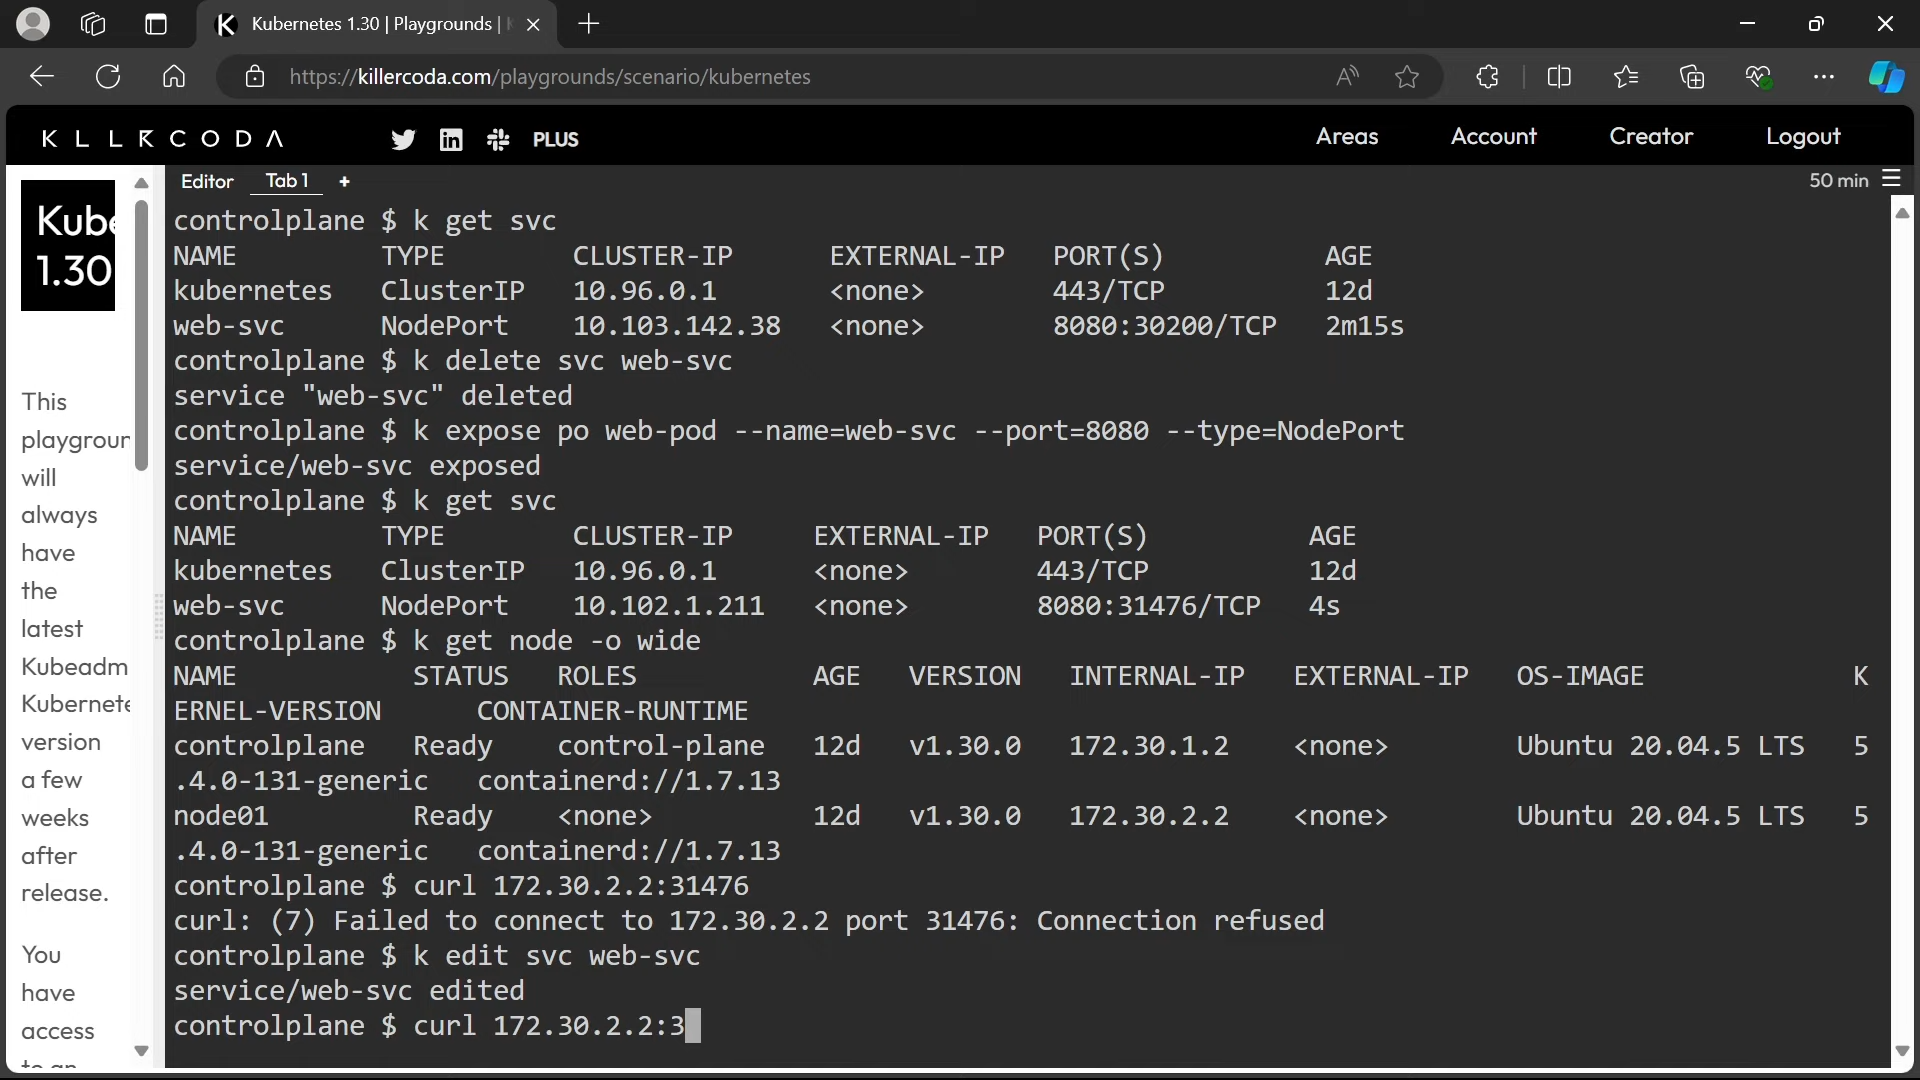 Kubernetes 1.30 | Playgrounds |
https://killercoda.com/playgrounds/scenario/kubernetes
KILLERCODA
PLUS
Areas
Account
Creator
Logout
Kube
1.30
This
playgroun
will
always
have
the
latest
Kubeadm
Kubernete
version
a few
weeks
after
release.
You
have
access
to an
Editor
Tab 1
+
50 min
controlplane $ k get svc
NAME TYPE CLUSTER-IP EXTERNAL-IP PORT(S) AGE
kubernetes ClusterIP 10.96.0.1 <none> 443/TCP 12d
web-svc NodePort 10.103.142.38 <none> 8080:30200/TCP 2m15s
controlplane $ k delete svc web-svc
service "web-svc" deleted
controlplane $ k expose po web-pod --name=web-svc --port=8080 --type=NodePort
service/web-svc exposed
controlplane $ k get svc
NAME TYPE CLUSTER-IP EXTERNAL-IP PORT(S) AGE
kubernetes ClusterIP 10.96.0.1 <none> 443/TCP 12d
web-svc NodePort 10.102.1.211 <none> 8080:31476/TCP 4s
controlplane $ k get node -o wide
NAME STATUS ROLES AGE VERSION INTERNAL-IP EXTERNAL-IP OS-IMAGE K
ERNEL-VERSION CONTAINER-RUNTIME
controlplane Ready control-plane 12d v1.30.0 172.30.1.2 <none> Ubuntu 20.04.5 LTS 5
.4.0-131-generic containerd://1.7.13
node01 Ready <none> 12d v1.30.0 172.30.2.2 <none> Ubuntu 20.04.5 LTS 5
.4.0-131-generic containerd://1.7.13
controlplane $ curl 172.30.2.2:31476
curl: (7) Failed to connect to 172.30.2.2 port 31476: Connection refused
controlplane $ k edit svc web-svc
service/web-svc edited
controlplane $ curl 172.30.2.2:3